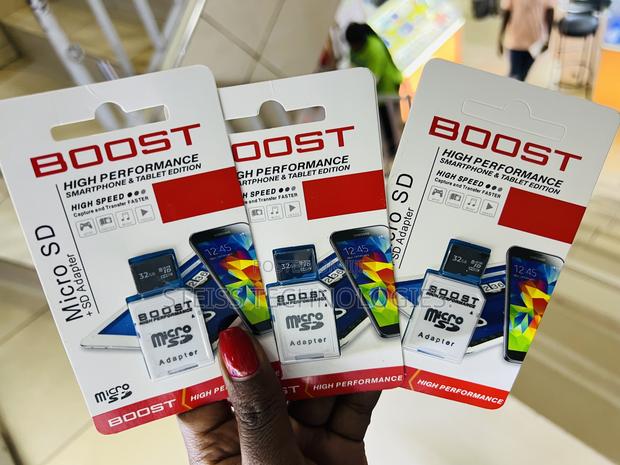 BOOST
HIGH PERFORMANCE
SMARTPHONE & TABLET EDITION
HIGH SPEED
Capture and Transfer FASTER
Micro SD
+ SD Adapter
12:45
32GB
BOOST
HIGH PERFORMANCE
Micro SD
Adapter
micro SD
BOOST HIGH PE
BOOST
HIGH PERFORMANCE
SMARTPHONE & TABLET EDITION
HIGH SPEED
Capture and Transfer FASTER
12:45
32GB
BOOST
Micro SD
Adapter
HIGH PERFORMANCE
BOOST
HIGH PERFORMANCE
SMARTPHONE & TABLET EDITION
HIGH SPEED
Capture and Transfer FASTER
icro SD
SD Adapter
12:45
32GB
BOOST
Micro SD
Adapter
HIGH PERFORMANCE